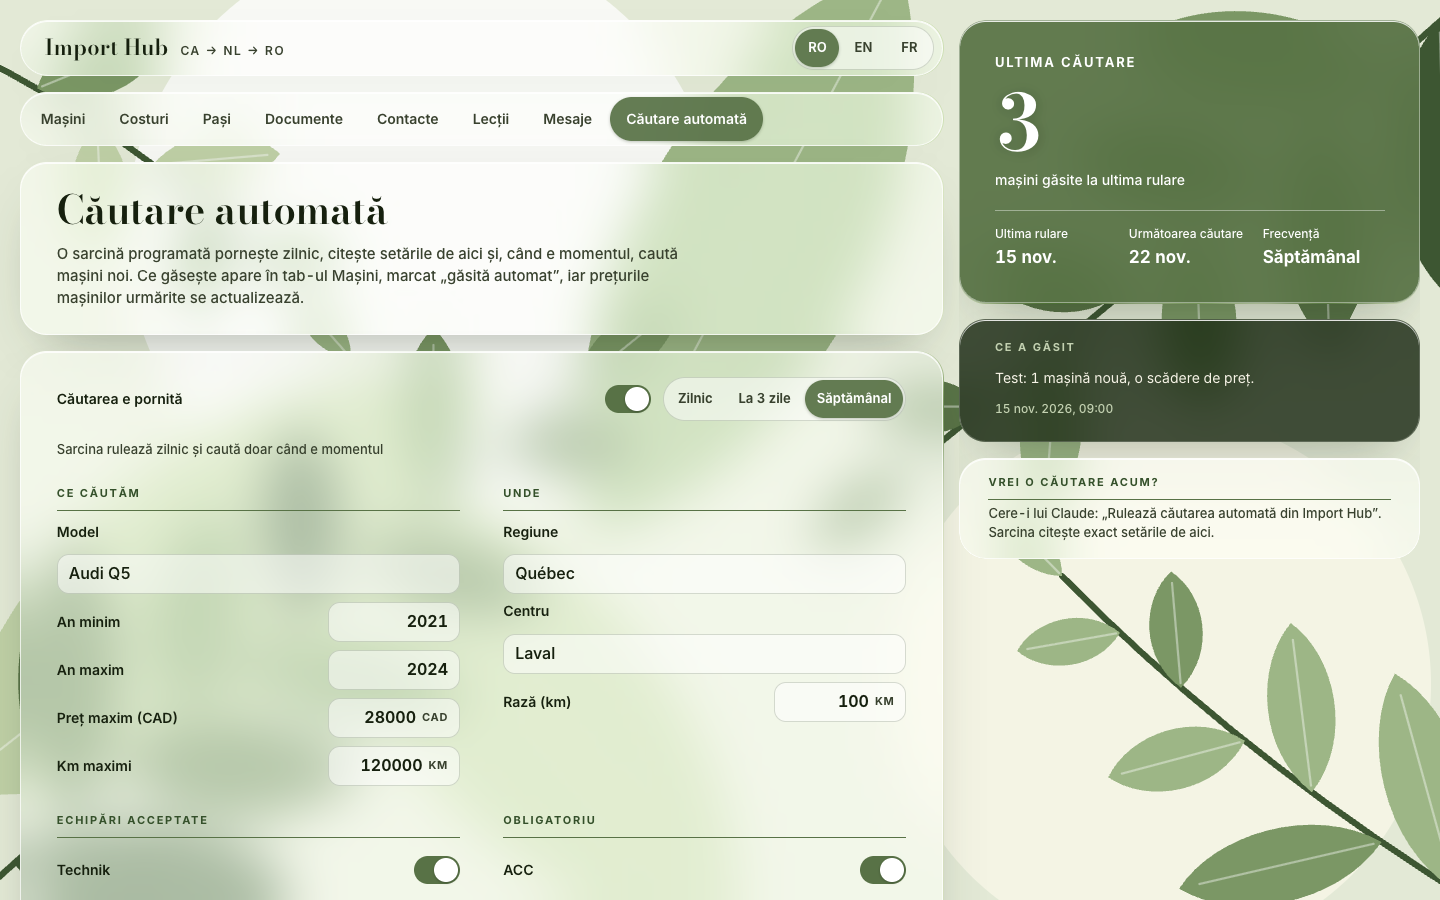 Import Hub CA → NL → RO
RO EN FR
Mașini Costuri Pași Documente Contacte Lecții Mesaje Căutare automată
Căutare automată
O sarcină programată pornește zilnic, citește setările de aici și, când e momentul, caută
mașini noi. Ce găsește apare în tab-ul Mașini, marcat „găsită automat”, iar prețurile
mașinilor urmărite se actualizează.
Căutarea e pornită
Zilnic La 3 zile Săptămânal
Sarcina rulează zilnic și caută doar când e momentul
CE CĂUTĂM
Model
Audi Q5
An minim 2021
An maxim 2024
Preț maxim (CAD) 28000 CAD
Km maximi 120000 KM
UNDE
Regiune
Québec
Centru
Laval
Rază (km) 100 KM
ECHIPĂRI ACCEPTATE
Technik
OBLIGATORIU
ACC
ULTIMA CĂUTARE
3
mașini găsite la ultima rulare
Ultima rulare Următoarea căutare Frecvență
15 nov. 22 nov. Săptămânal
CE A GĂSIT
Test: 1 mașină nouă, o scădere de preț.
15 nov. 2026, 09:00
VREI O CĂUTARE ACUM?
Cere-i lui Claude: „Rulează căutarea automată din Import Hub”.
Sarcina citește exact setările de aici.